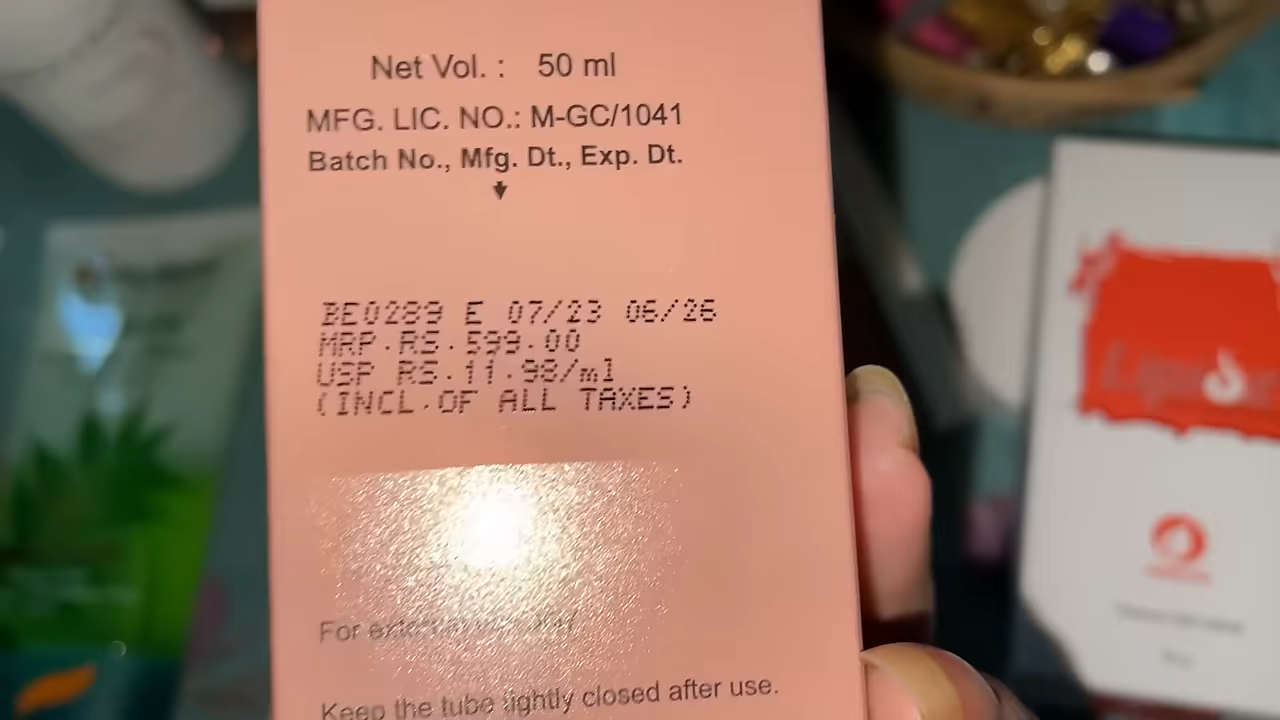 Net Vol. : 50 ml
MFG. LIC. NO.: M-GC/1041
Batch No., Mfg. Dt., Exp. Dt.
BE0289 E 07/23 06/26
MRP.RS.599.00
USP RS.11.98/ml
(INCL.OF ALL TAXES)
For
Keep the tube tightly closed after use.